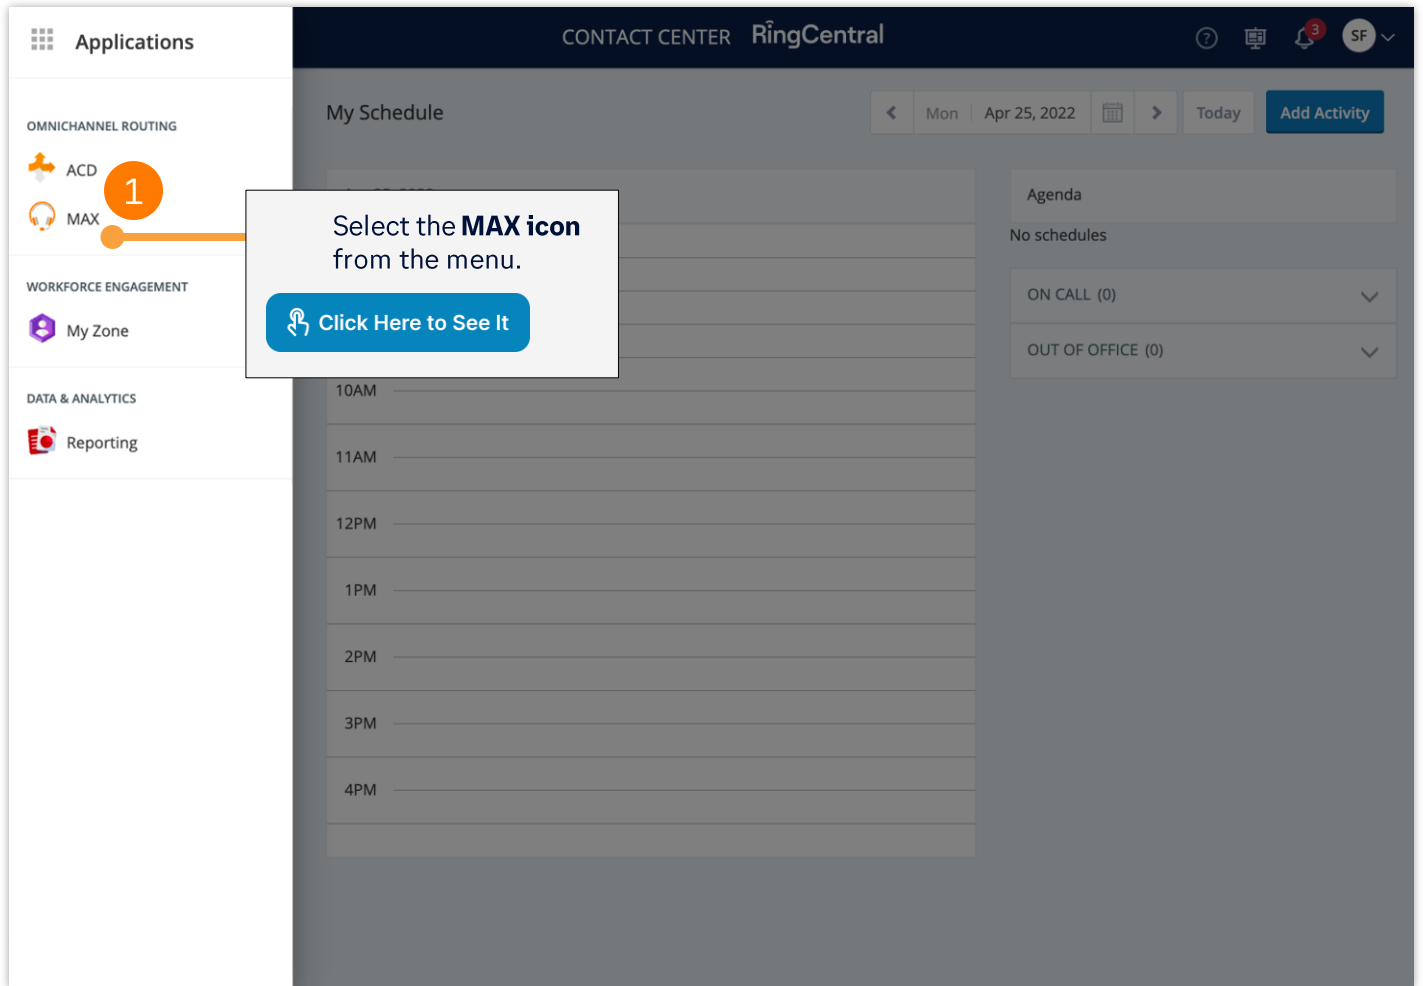 Applications
CONTACT CENTER RingCentral
3
SF
OMNICHANNEL ROUTING
ACD
MAX
1
WORKFORCE ENGAGEMENT
My Zone
DATA & ANALYTICS
Reporting
My Schedule
Mon Apr 25, 2022
Today
Add Activity
Select the MAX icon
from the menu.
Click Here to See It
10AM
11AM
12PM
1PM
2PM
3PM
4PM
Agenda
No schedules
ON CALL (0)
OUT OF OFFICE (0)